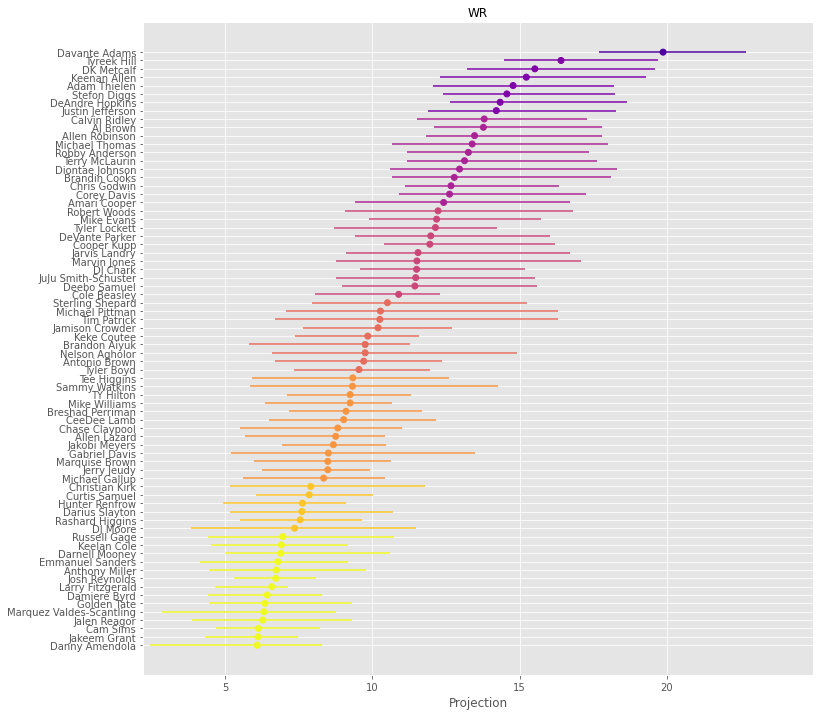 WR
Davante Adams
Tyreek Hill
DK Metcalf
Keenan Allen
Adam Thielen
Stefon Diggs
DeAndre Hopkins
Justin Jefferson
Calvin Ridley
AJ Brown
Allen Robinson
Michael Thomas
Robby Anderson
Terry McLaurin
Diontae Johnson
Brandin Cooks
Chris Godwin
Corey Davis
Amari Cooper
Robert Woods
Mike Evans
Tyler Lockett
DeVante Parker
Cooper Kupp
Jarvis Landry
Marvin Jones
DJ Chark
JuJu Smith-Schuster
Deebo Samuel
Cole Beasley
Sterling Shepard
Michael Pittman
Tim Patrick
Jamison Crowder
Keke Coutee
Brandon Aiyuk
Nelson Agholor
Antonio Brown
Tyler Boyd
Tee Higgins
Sammy Watkins
TY Hilton
Mike Williams
Breshad Perriman
CeeDee Lamb
Chase Claypool
Allen Lazard
Jakobi Meyers
Gabriel Davis
Marquise Brown
Jerry Jeudy
Michael Gallup
Christian Kirk
Curtis Samuel
Hunter Renfrow
Darius Slayton
Rashard Higgins
DJ Moore
Russell Gage
Keelan Cole
Darnell Mooney
Emmanuel Sanders
Anthony Miller
Josh Reynolds
Larry Fitzgerald
Damiere Byrd
Golden Tate
Marquez Valdes-Scantling
Jalen Reagor
Cam Sims
Jakeem Grant
Danny Amendola
5 10 15 20
Projection